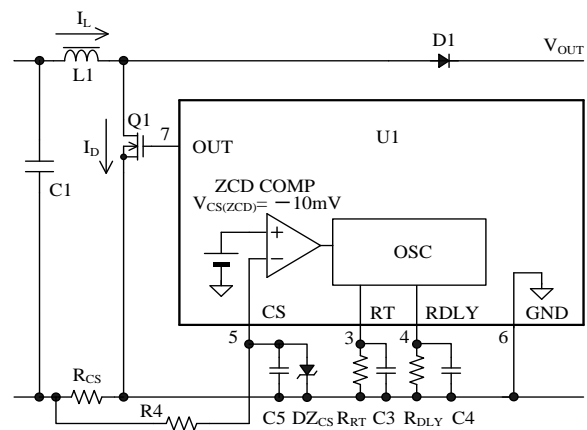 I_L
L1
D1
V_OUT
Q1
7
I_D
C1
U1
OUT
ZCD COMP
V_CS(ZCD)= －10mV
+
−
OSC
CS
RT
RDLY
GND
5
3
4
6
R_CS
R4
C5
DZ_CS
R_RT
C3
R_DLY
C4